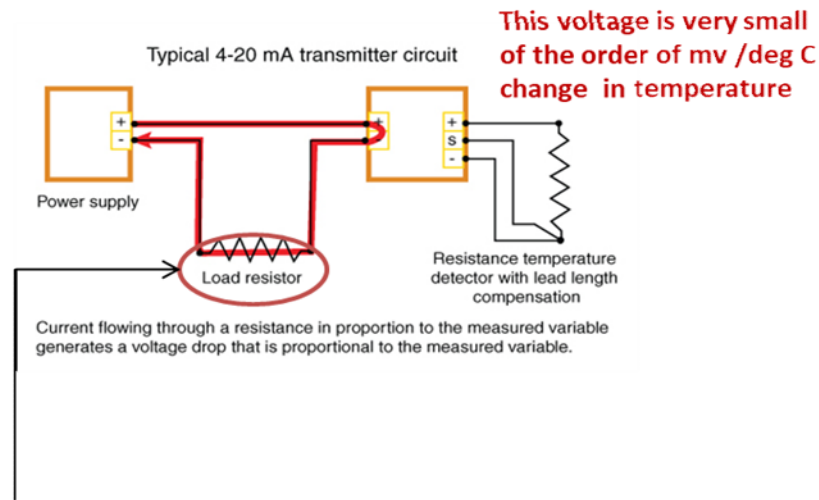 This voltage is very small
of the order of mv /deg C
change in temperature
Typical 4-20 mA transmitter circuit
+
-
+
+
S
-
Power supply
Load resistor
Resistance temperature
detector with lead length
compensation
Current flowing through a resistance in proportion to the measured variable
generates a voltage drop that is proportional to the measured variable.